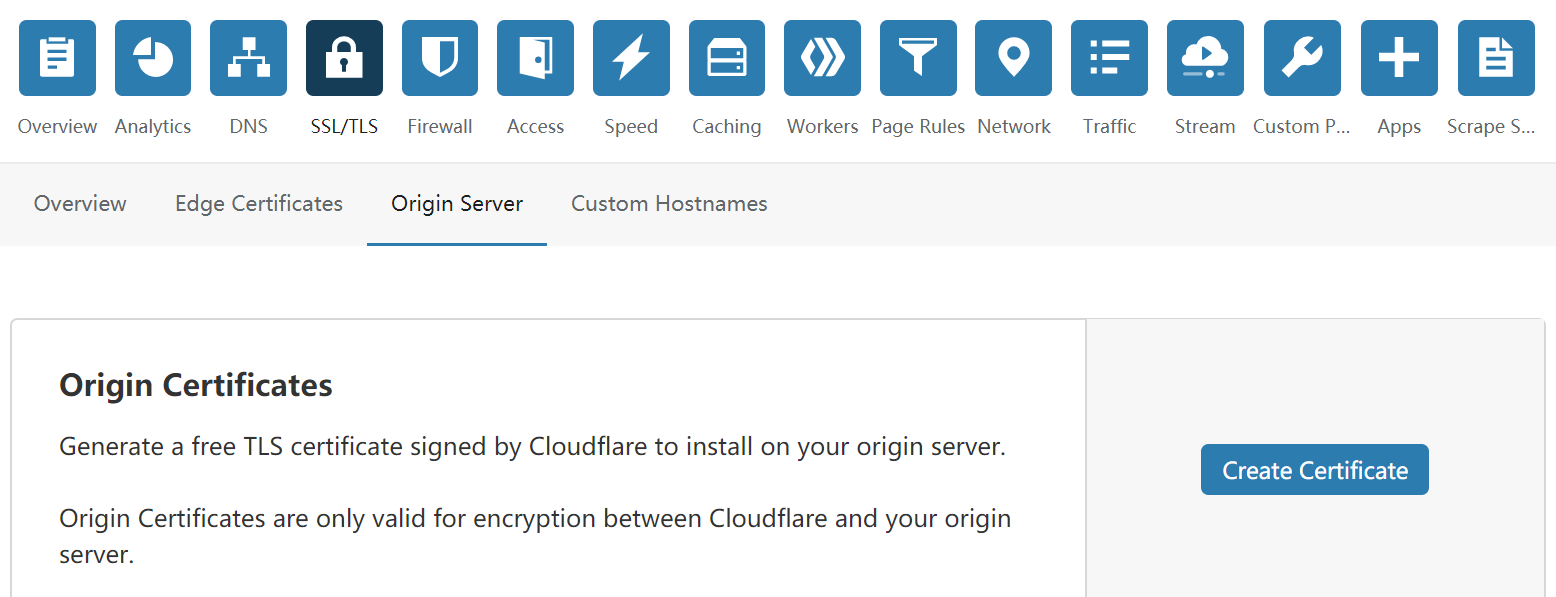 Overview Analytics DNS SSL/TLS Firewall Access Speed Caching Workers Page Rules Network Traffic Stream Custom P... Apps Scrape S...
Overview Edge Certificates Origin Server Custom Hostnames
Origin Certificates
Generate a free TLS certificate signed by Cloudflare to install on your origin server.
Create Certificate
Origin Certificates are only valid for encryption between Cloudflare and your origin
server.